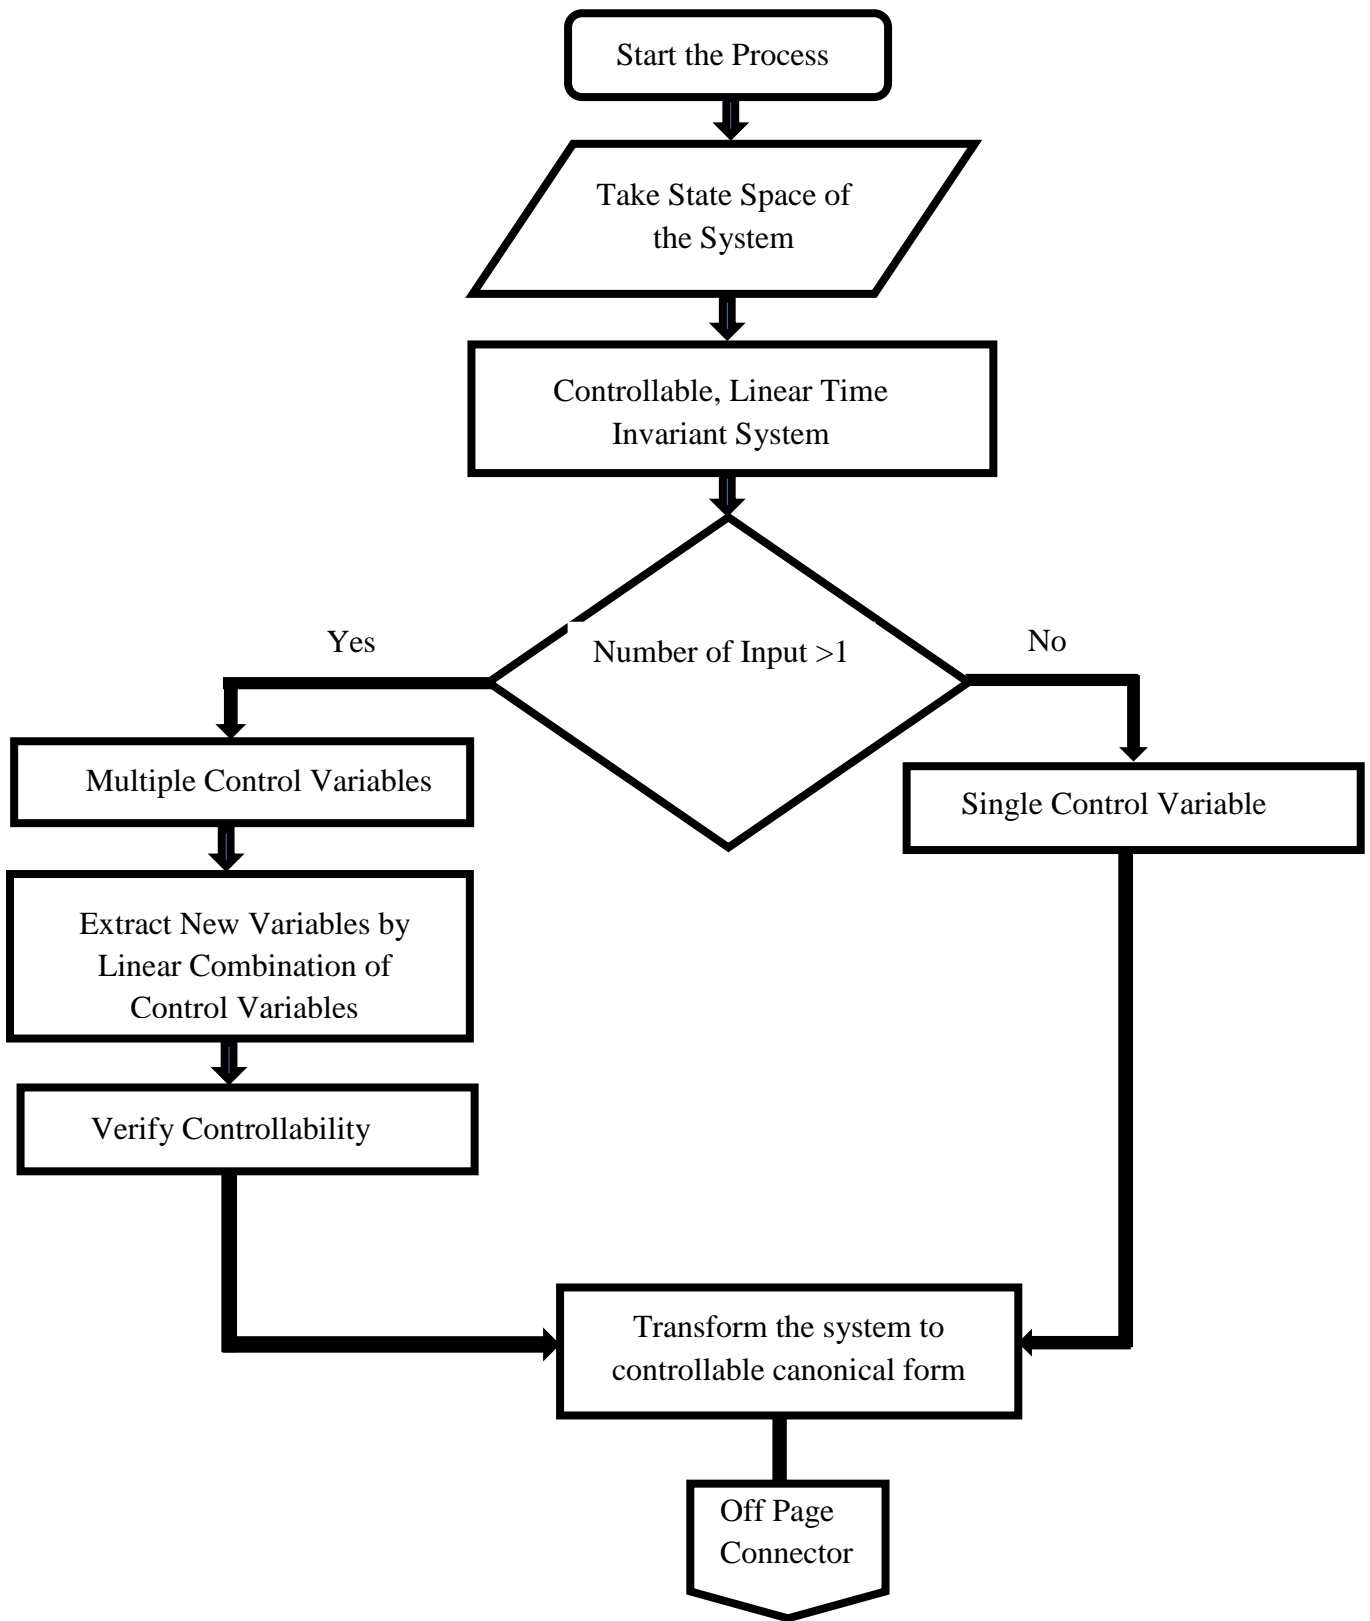 Start the Process
Take State Space of
the System
Controllable, Linear Time
Invariant System
Yes
Number of Input >1
No
Multiple Control Variables
Single Control Variable
Extract New Variables by
Linear Combination of
Control Variables
Verify Controllability
Transform the system to
controllable canonical form
Off Page
Connector